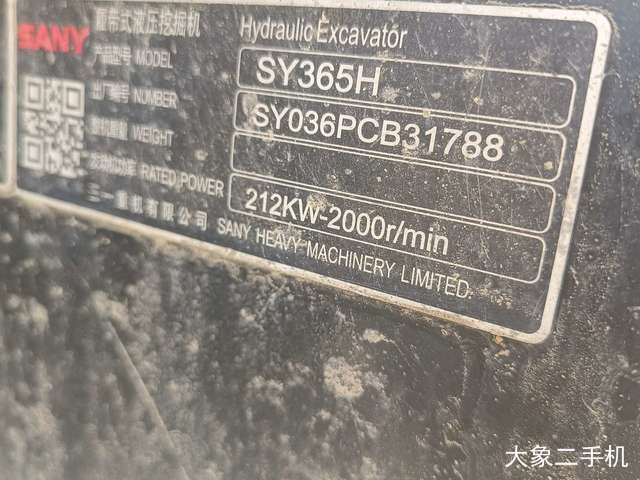 SANY 履带式液压挖掘机 Hydraulic Excavator
产品型号 MODEL SY365H
出厂编号 NUMBER SY036PCB31788
整机重量 WEIGHT
发动机功率 RATED POWER 212KW-2000r/min
三一重机有限公司 SANY HEAVY MACHINERY LIMITED
大象二手机